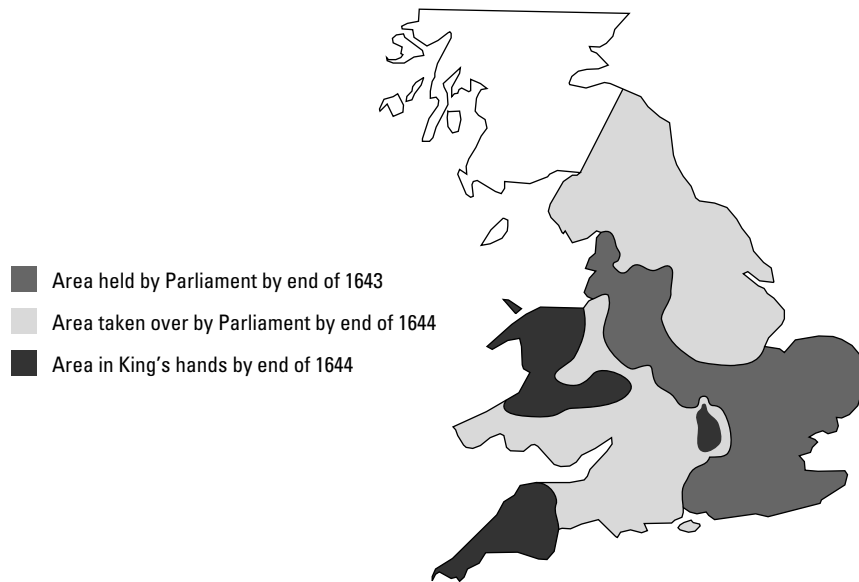 Area held by Parliament by end of 1643
Area taken over by Parliament by end of 1644
Area in King's hands by end of 1644